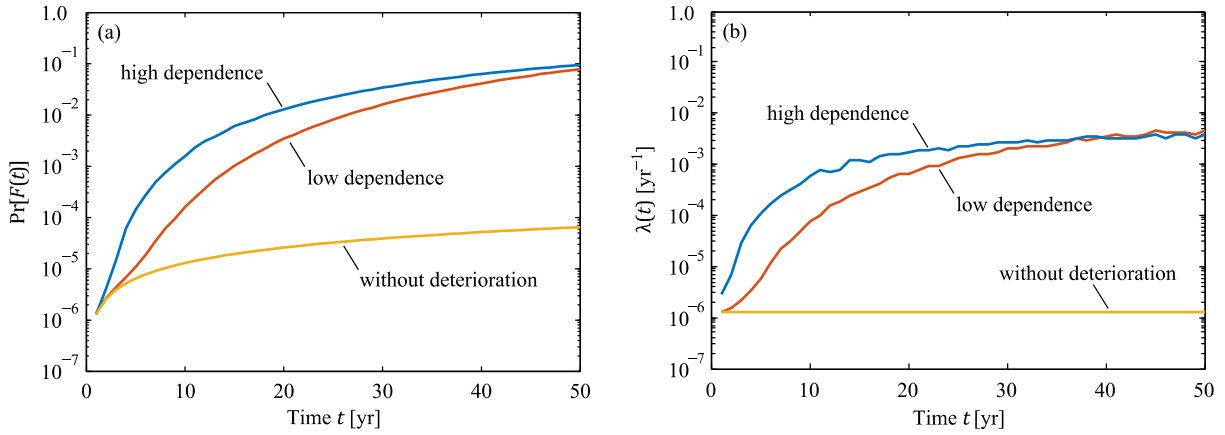 (a)
1.0
10⁻¹
10⁻²
10⁻³
10⁻⁴
10⁻⁵
10⁻⁶
10⁻⁷
Pr[F(t)]
high dependence
low dependence
without deterioration
0 10 20 30 40 50
Time t [yr]
(b)
1.0
10⁻¹
10⁻²
10⁻³
10⁻⁴
10⁻⁵
10⁻⁶
10⁻⁷
λ(t) [yr⁻¹]
high dependence
low dependence
without deterioration
0 10 20 30 40 50
Time t [yr]